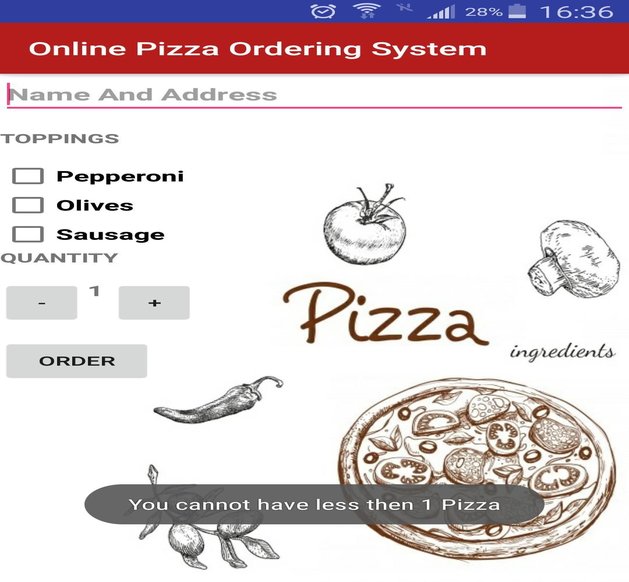 28% 16:36
Online Pizza Ordering System
Name And Address
TOPPINGS
Pepperoni
Olives
Sausage
QUANTITY
- 1 +
ORDER
Pizza
ingredients
You cannot have less then 1 Pizza